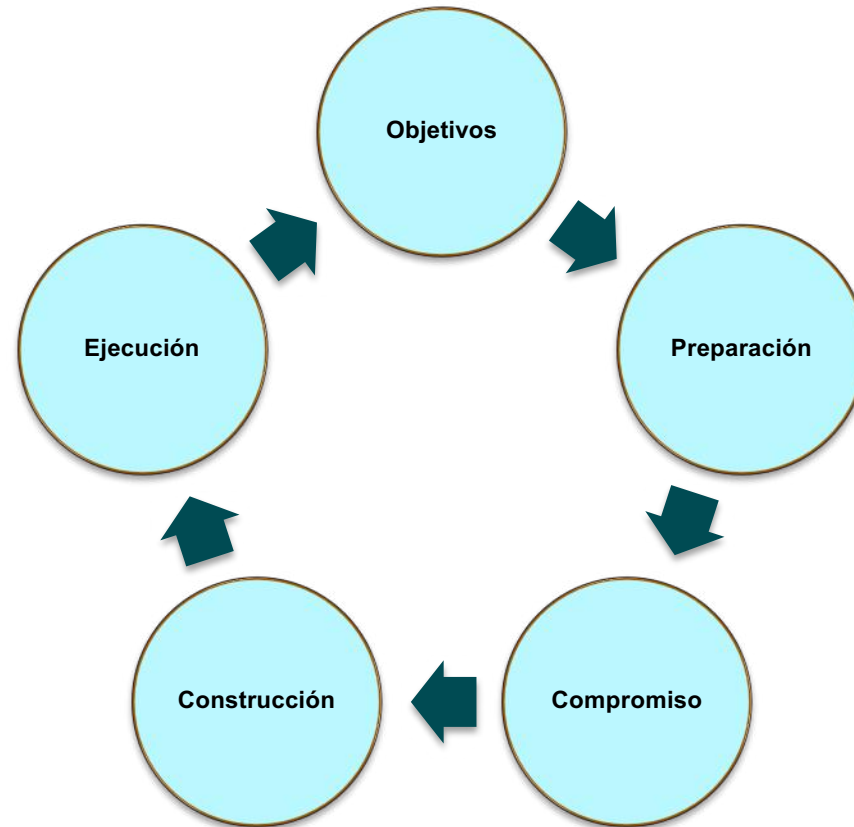 Objetivos
Preparación
Compromiso
Construcción
Ejecución